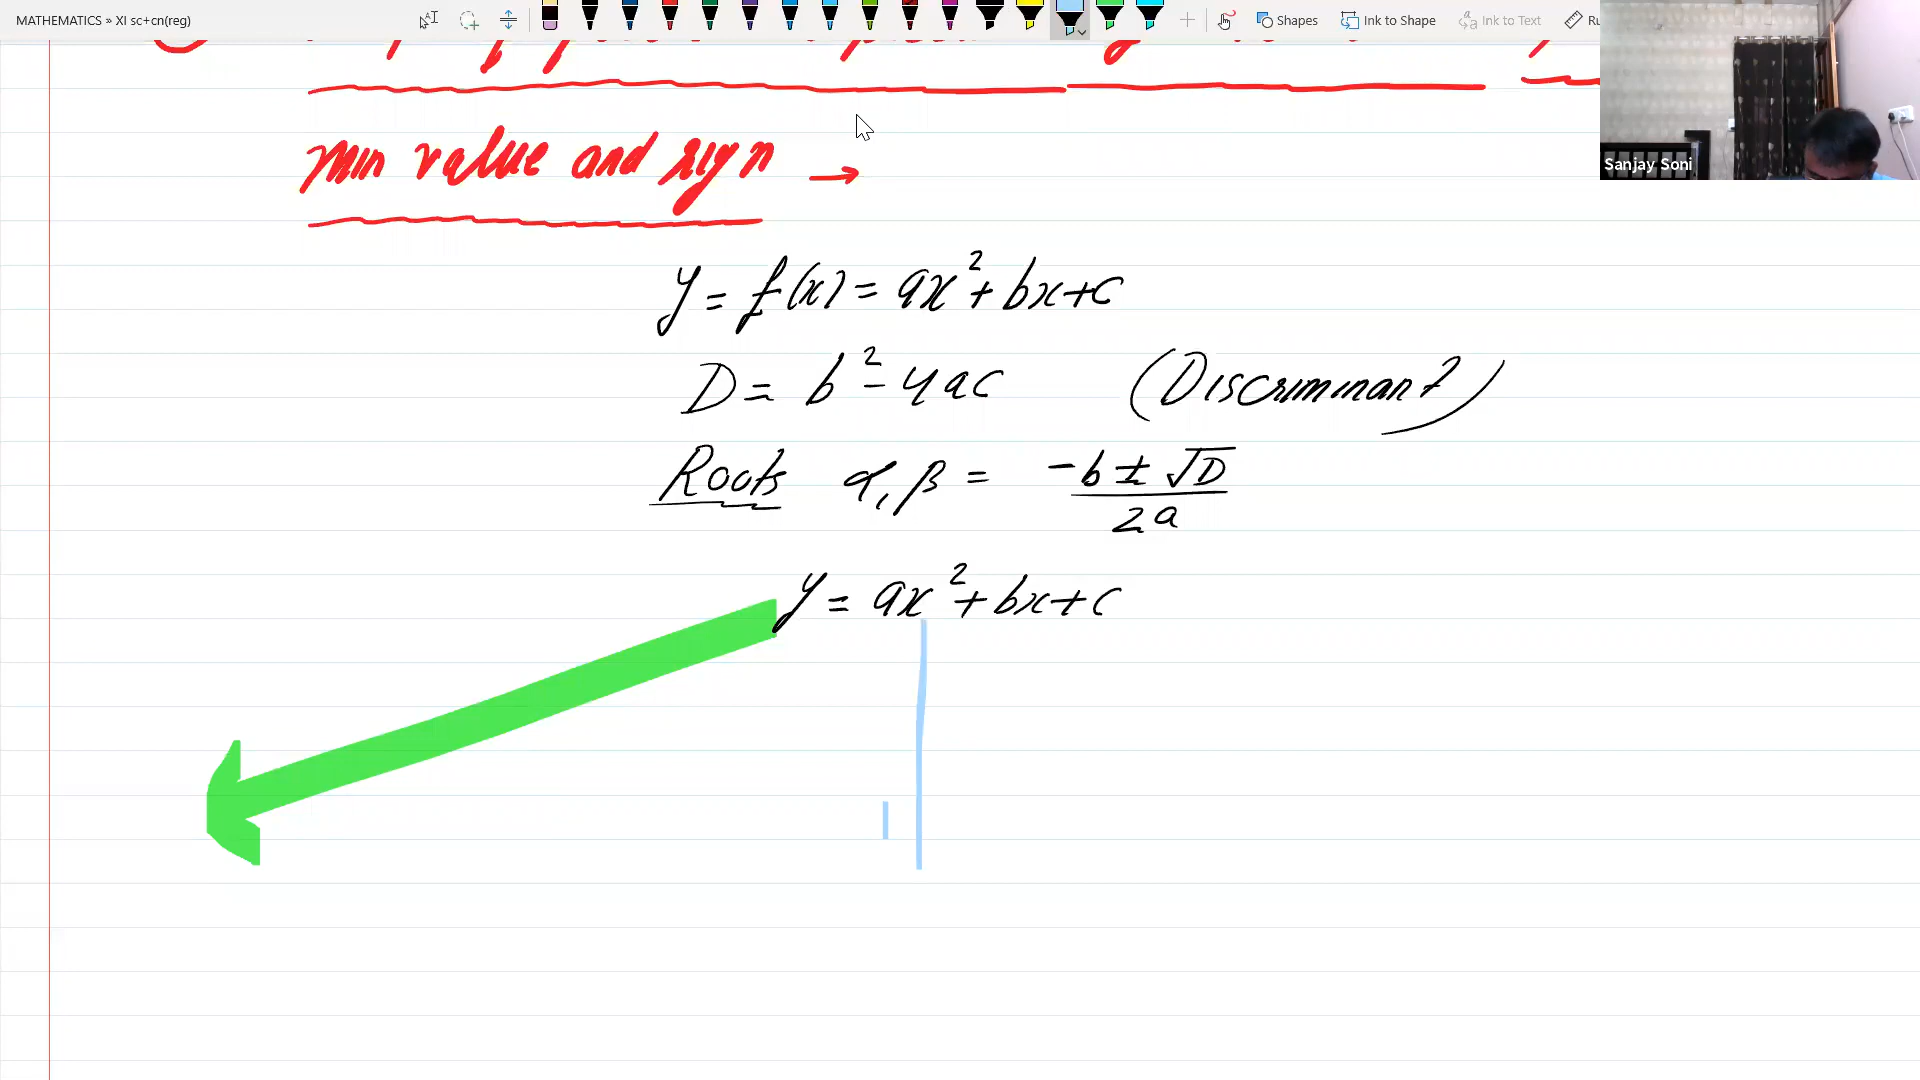 MATHEMATICS » XI sc+cn(reg)
Shapes
Ink to Shape
Ink to Text
Ru
Sanjay Soni
Min value and sign →
y = f(x) = ax² + bx + c
D = b² - 4ac (Discriminant)
Roots α, β = (-b ± √D) / 2a
y = ax² + bx + c